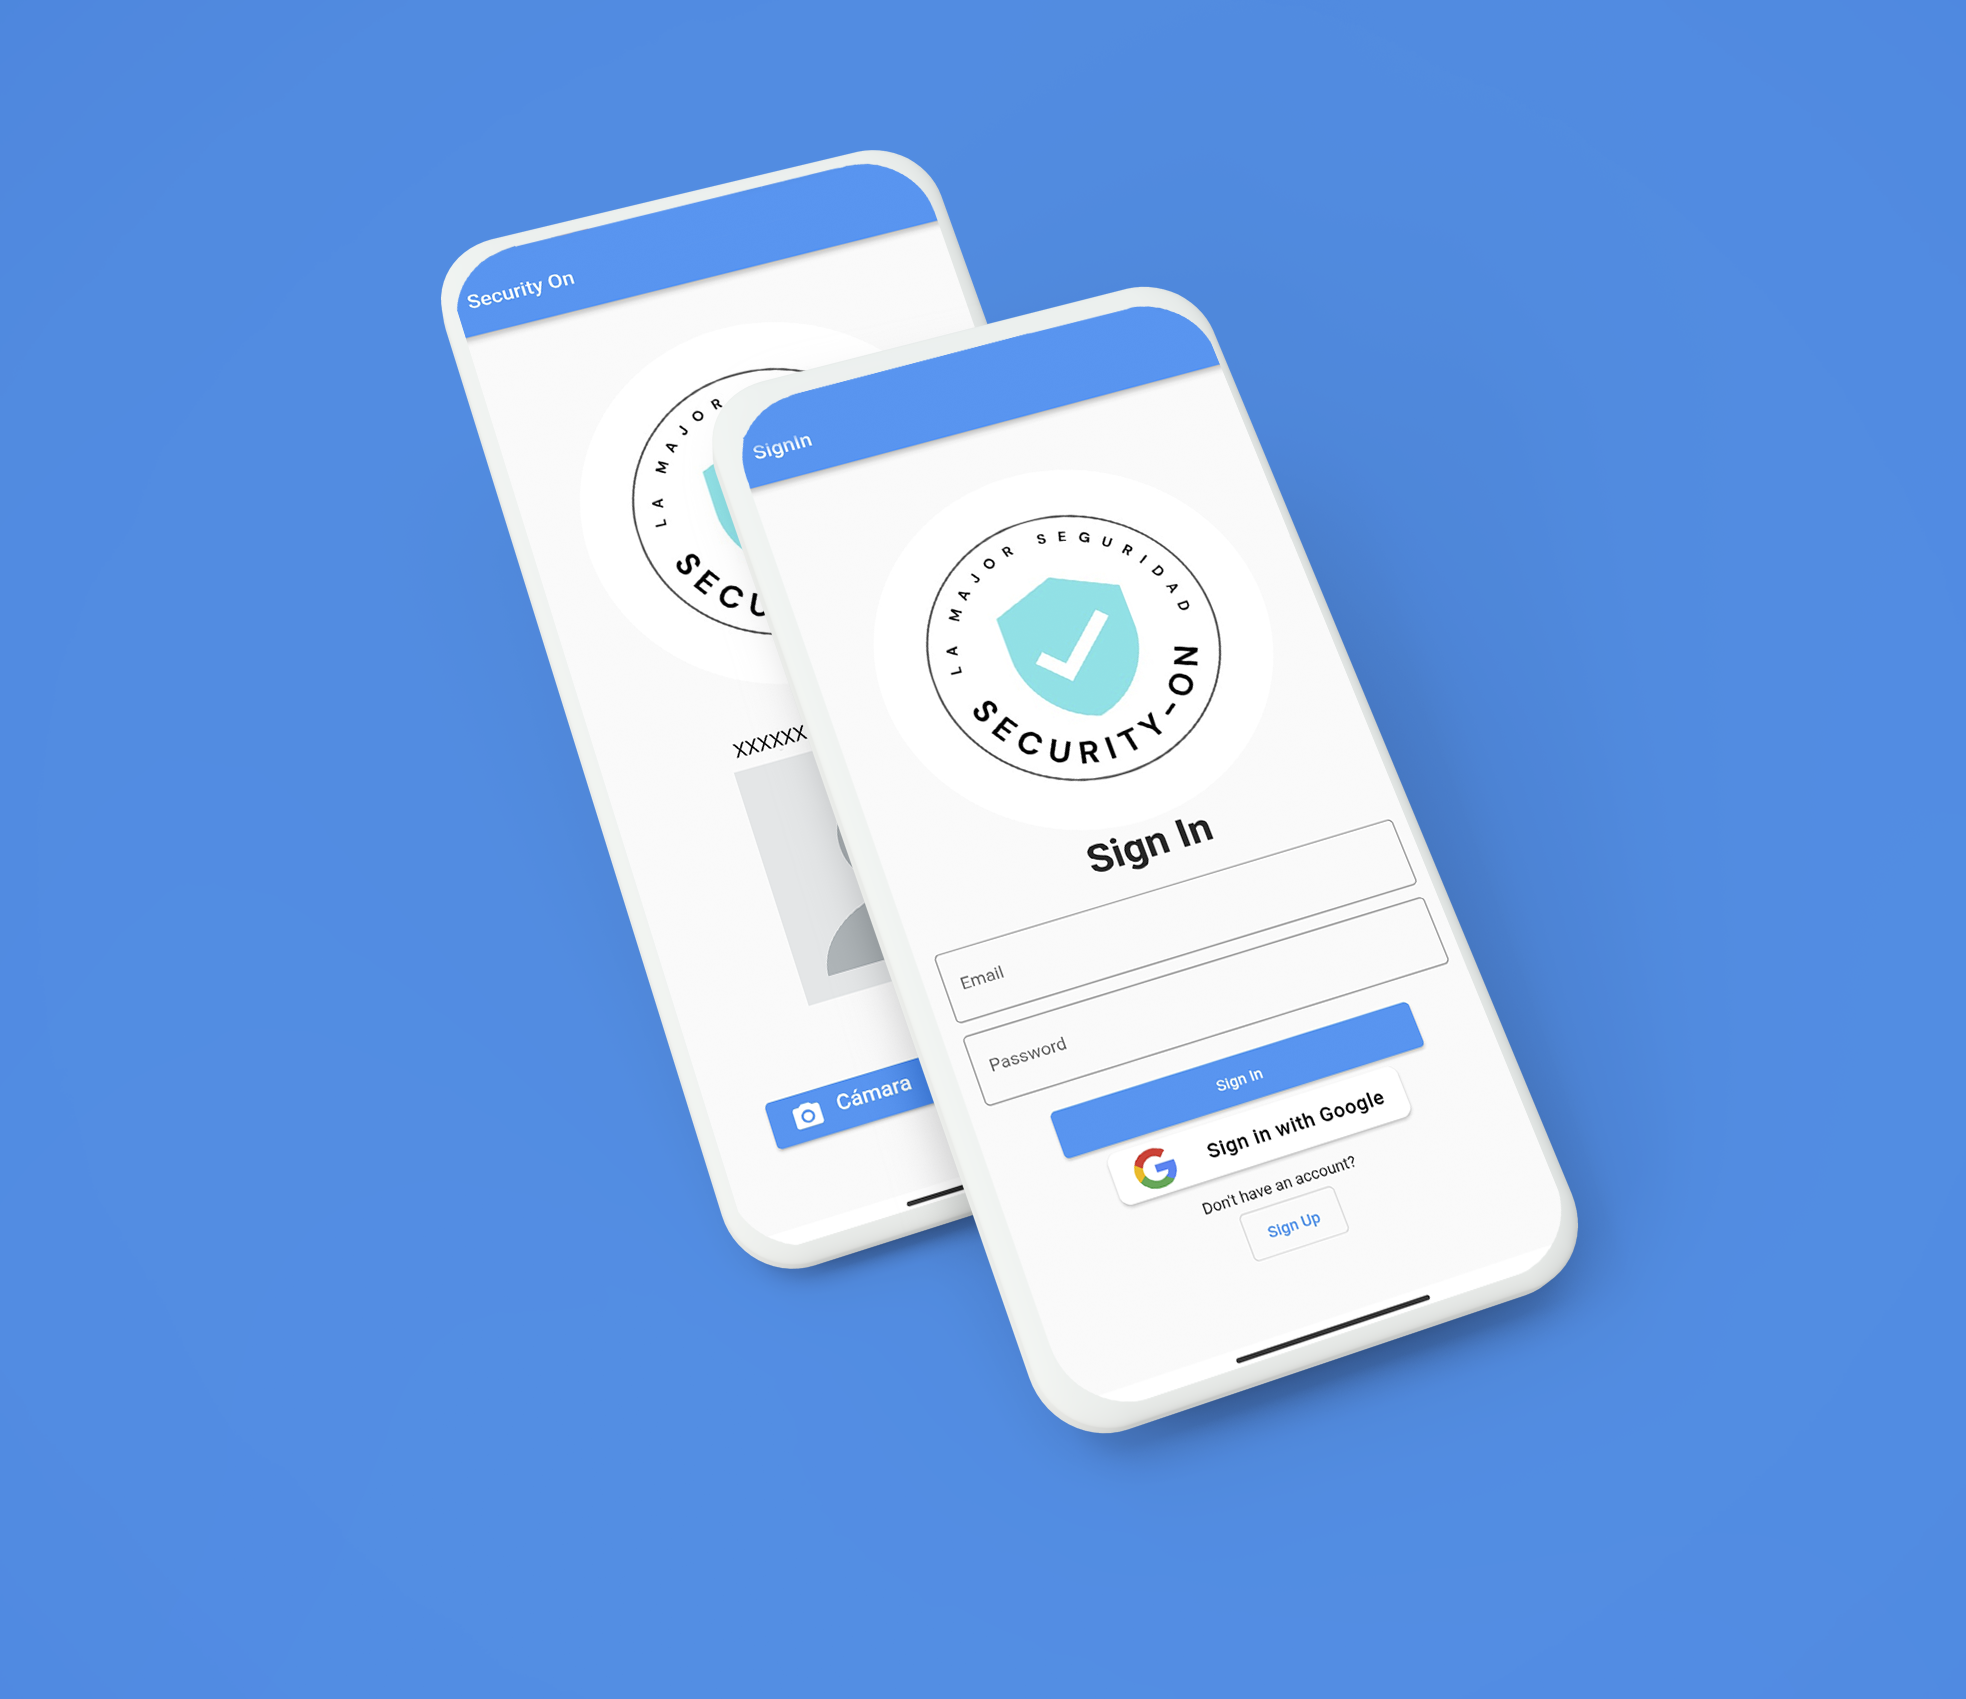 Security On
LA MAJOR
SECU
XXXXXX
Cámara
SignIn
LA MAJOR SEGURIDAD
SECURITY-ON
Sign In
Email
Password
Sign In
Sign in with Google
Don't have an account?
Sign Up